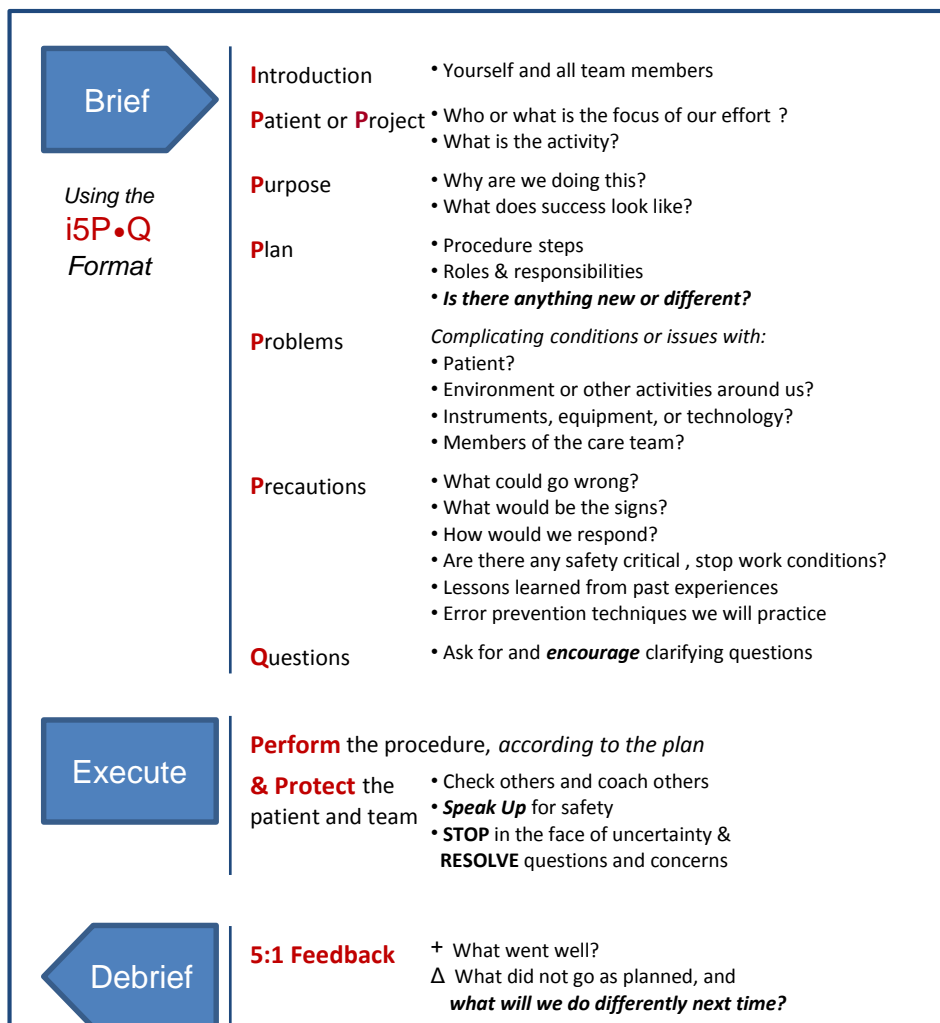 Brief
Using the
i5P•Q
Format
Introduction
• Yourself and all team members
Patient or Project
• Who or what is the focus of our effort ?
• What is the activity?
Purpose
• Why are we doing this?
• What does success look like?
Plan
• Procedure steps
• Roles & responsibilities
• Is there anything new or different?
Problems
Complicating conditions or issues with:
• Patient?
• Environment or other activities around us?
• Instruments, equipment, or technology?
• Members of the care team?
Precautions
• What could go wrong?
• What would be the signs?
• How would we respond?
• Are there any safety critical , stop work conditions?
• Lessons learned from past experiences
• Error prevention techniques we will practice
Questions
• Ask for and encourage clarifying questions
Execute
Perform the procedure, according to the plan
& Protect the
patient and team
• Check others and coach others
• Speak Up for safety
• STOP in the face of uncertainty &
RESOLVE questions and concerns
Debrief
5:1 Feedback
+ What went well?
Δ What did not go as planned, and
what will we do differently next time?